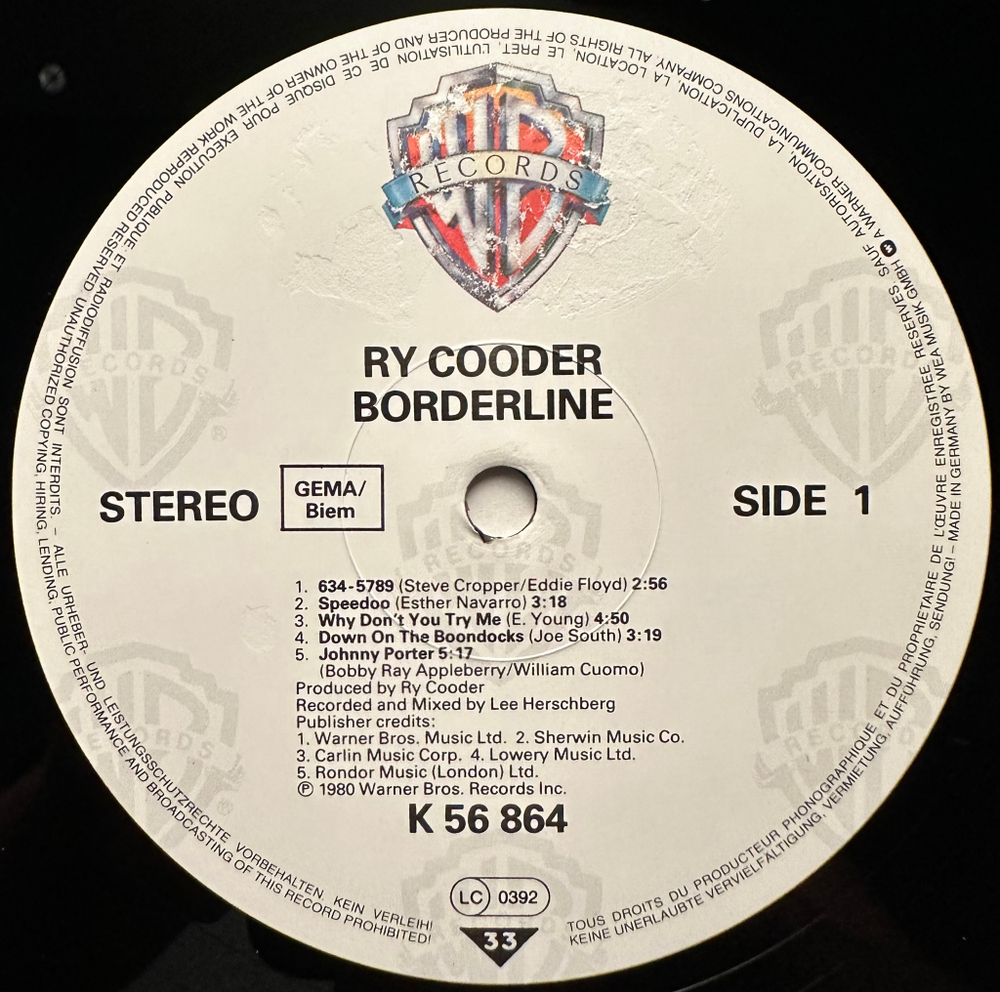 RECORDS
RY COODER
BORDERLINE
STEREO
GEMA/
Biem
SIDE 1
1. 634-5789 (Steve Cropper/Eddie Floyd) 2:56
2. Speedoo (Esther Navarro) 3:18
3. Why Don't You Try Me (E. Young) 4:50
4. Down On The Boondocks (Joe South) 3:19
5. Johnny Porter 5:17
(Bobby Ray Appleberry/William Cuomo)
Produced by Ry Cooder
Recorded and Mixed by Lee Herschberg
Publisher credits:
1. Warner Bros. Music Ltd. 2. Sherwin Music Co.
3. Carlin Music Corp. 4. Lowery Music Ltd.
5. Rondor Music (London) Ltd.
℗ 1980 Warner Bros. Records Inc.
K 56 864
LC 0392
33
TOUS DROITS DU PRODUCTEUR PHONOGRAPHIQUE ET DU PROPRIETAIRE DE L'ŒUVRE ENREGISTREE RESERVES. SAUF AUTORISATION, LA DUPLICATION, LA LOCATION, LE PRET, L'UTILISATION DE CE DISQUE POUR EXECUTION PUBLIQUE ET RADIODIFFUSION SONT INTERDITS. – ALLE URHEBER- UND LEISTUNGSSCHUTZRECHTE VORBEHALTEN. KEIN VERLEIH!
KEINE UNERLAUBTE VERVIELFÄLTIGUNG, VERMIETUNG, AUFFÜHRUNG, SENDUNG! – MADE IN GERMANY BY WEA MUSIK GMBH A WARNER COMMUNICATIONS COMPANY. ALL RIGHTS OF THE PRODUCER AND OF THE OWNER OF THE WORK REPRODUCED RESERVED. UNAUTHORIZED COPYING, HIRING, LENDING, PUBLIC PERFORMANCE AND BROADCASTING OF THIS RECORD PROHIBITED!